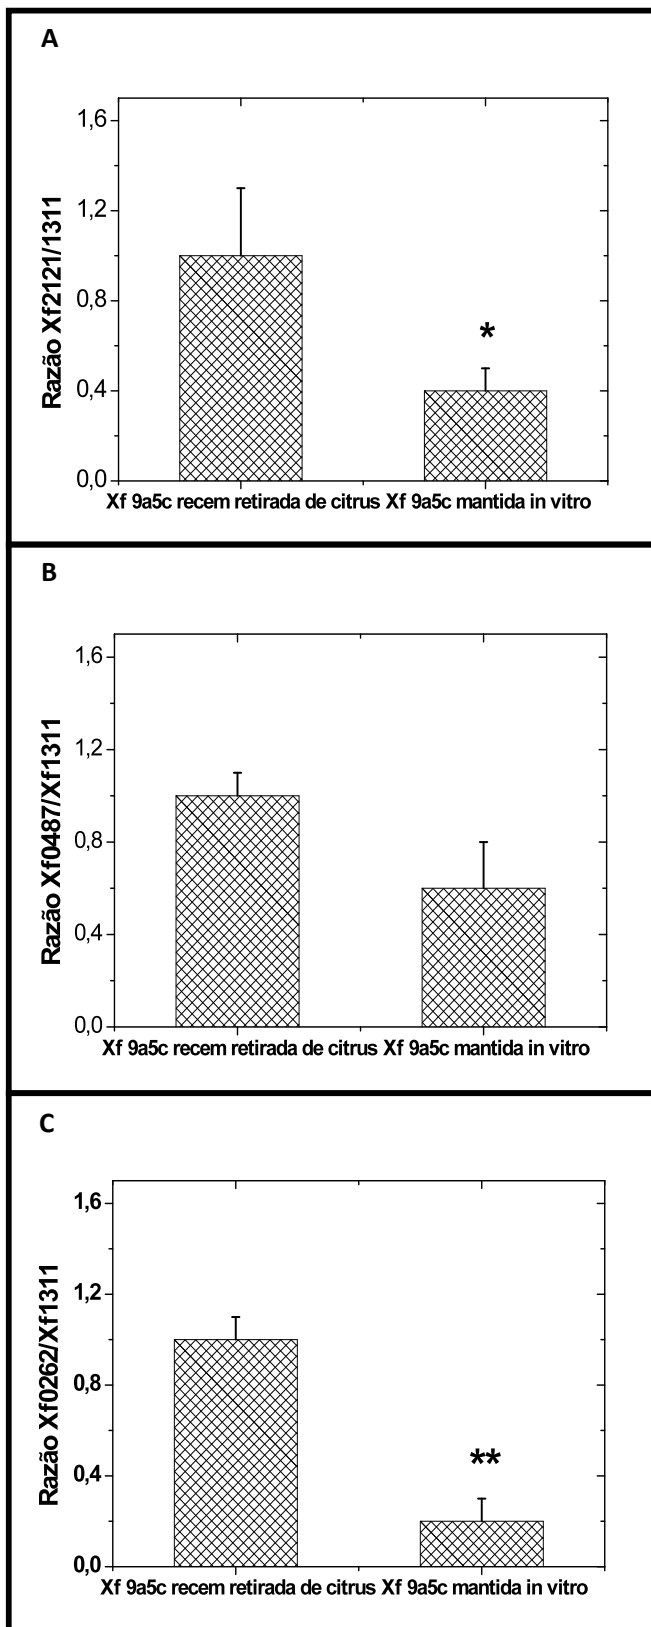 A
Razão Xf2121/1311
1,6
1,2
0,8
0,4
0,0
*
Xf 9a5c recem retirada de citrus Xf 9a5c mantida in vitro
B
Razão Xf0487/Xf1311
1,6
1,2
0,8
0,4
0,0
Xf 9a5c recem retirada de citrus Xf 9a5c mantida in vitro
C
Razão Xf0262/Xf1311
1,6
1,2
0,8
0,4
0,0
**
Xf 9a5c recem retirada de citrus Xf 9a5c mantida in vitro